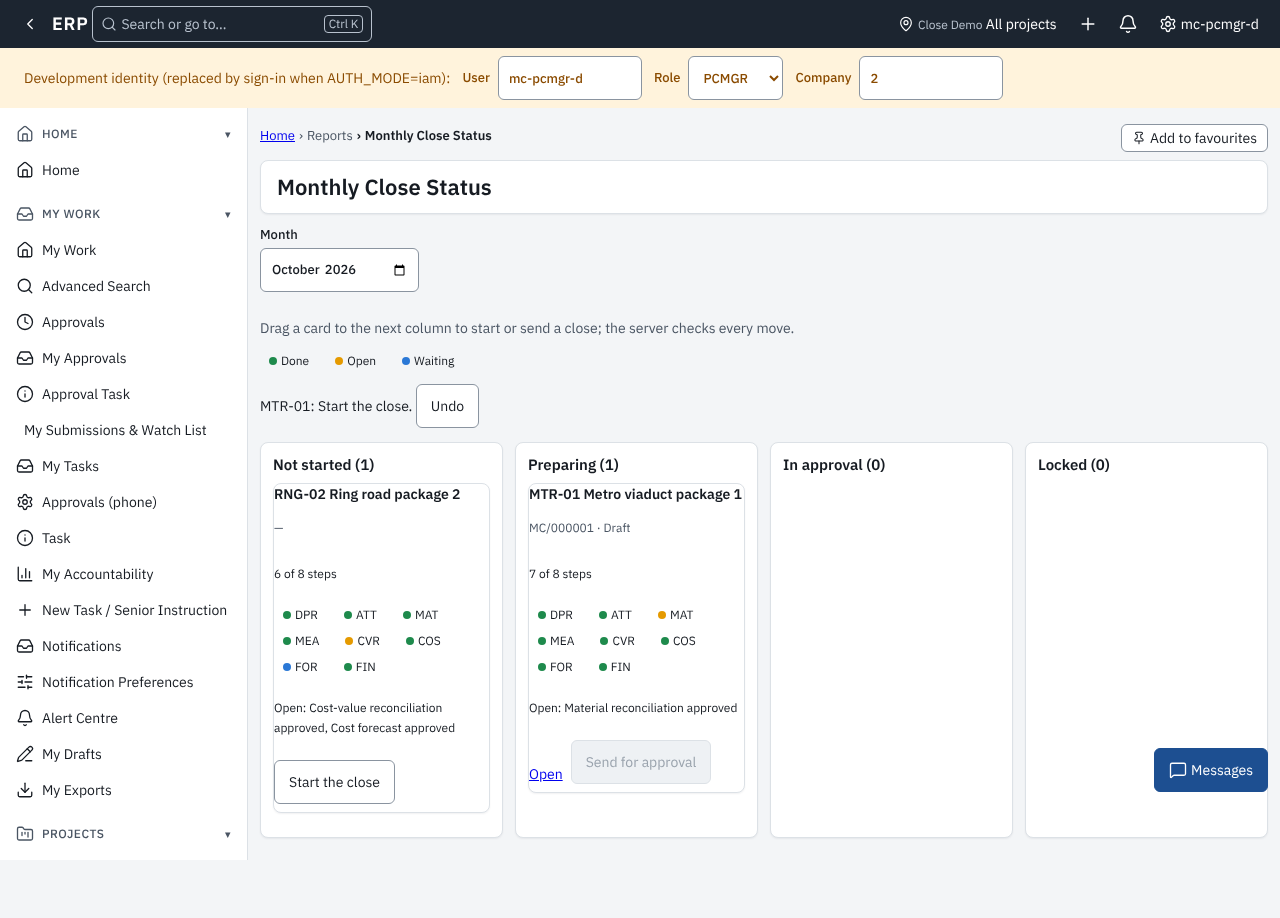 ERP
Search or go to...
Ctrl K
Close Demo All projects
mc-pcmgr-d
Development identity (replaced by sign-in when AUTH_MODE=iam): User mc-pcmgr-d Role PCMGR Company 2
HOME
Home
MY WORK
My Work
Advanced Search
Approvals
My Approvals
Approval Task
My Submissions & Watch List
My Tasks
Approvals (phone)
Task
My Accountability
New Task / Senior Instruction
Notifications
Notification Preferences
Alert Centre
My Drafts
My Exports
PROJECTS
Home › Reports › Monthly Close Status
Add to favourites
Monthly Close Status
Month
October 2026
Drag a card to the next column to start or send a close; the server checks every move.
Done Open Waiting
MTR-01: Start the close. Undo
Not started (1)
RNG-02 Ring road package 2
—
6 of 8 steps
DPR ATT MAT
MEA CVR COS
FOR FIN
Open: Cost-value reconciliation
approved, Cost forecast approved
Start the close
Preparing (1)
MTR-01 Metro viaduct package 1
MC/000001 · Draft
7 of 8 steps
DPR ATT MAT
MEA CVR COS
FOR FIN
Open: Material reconciliation approved
Open Send for approval
In approval (0)
Locked (0)
Messages